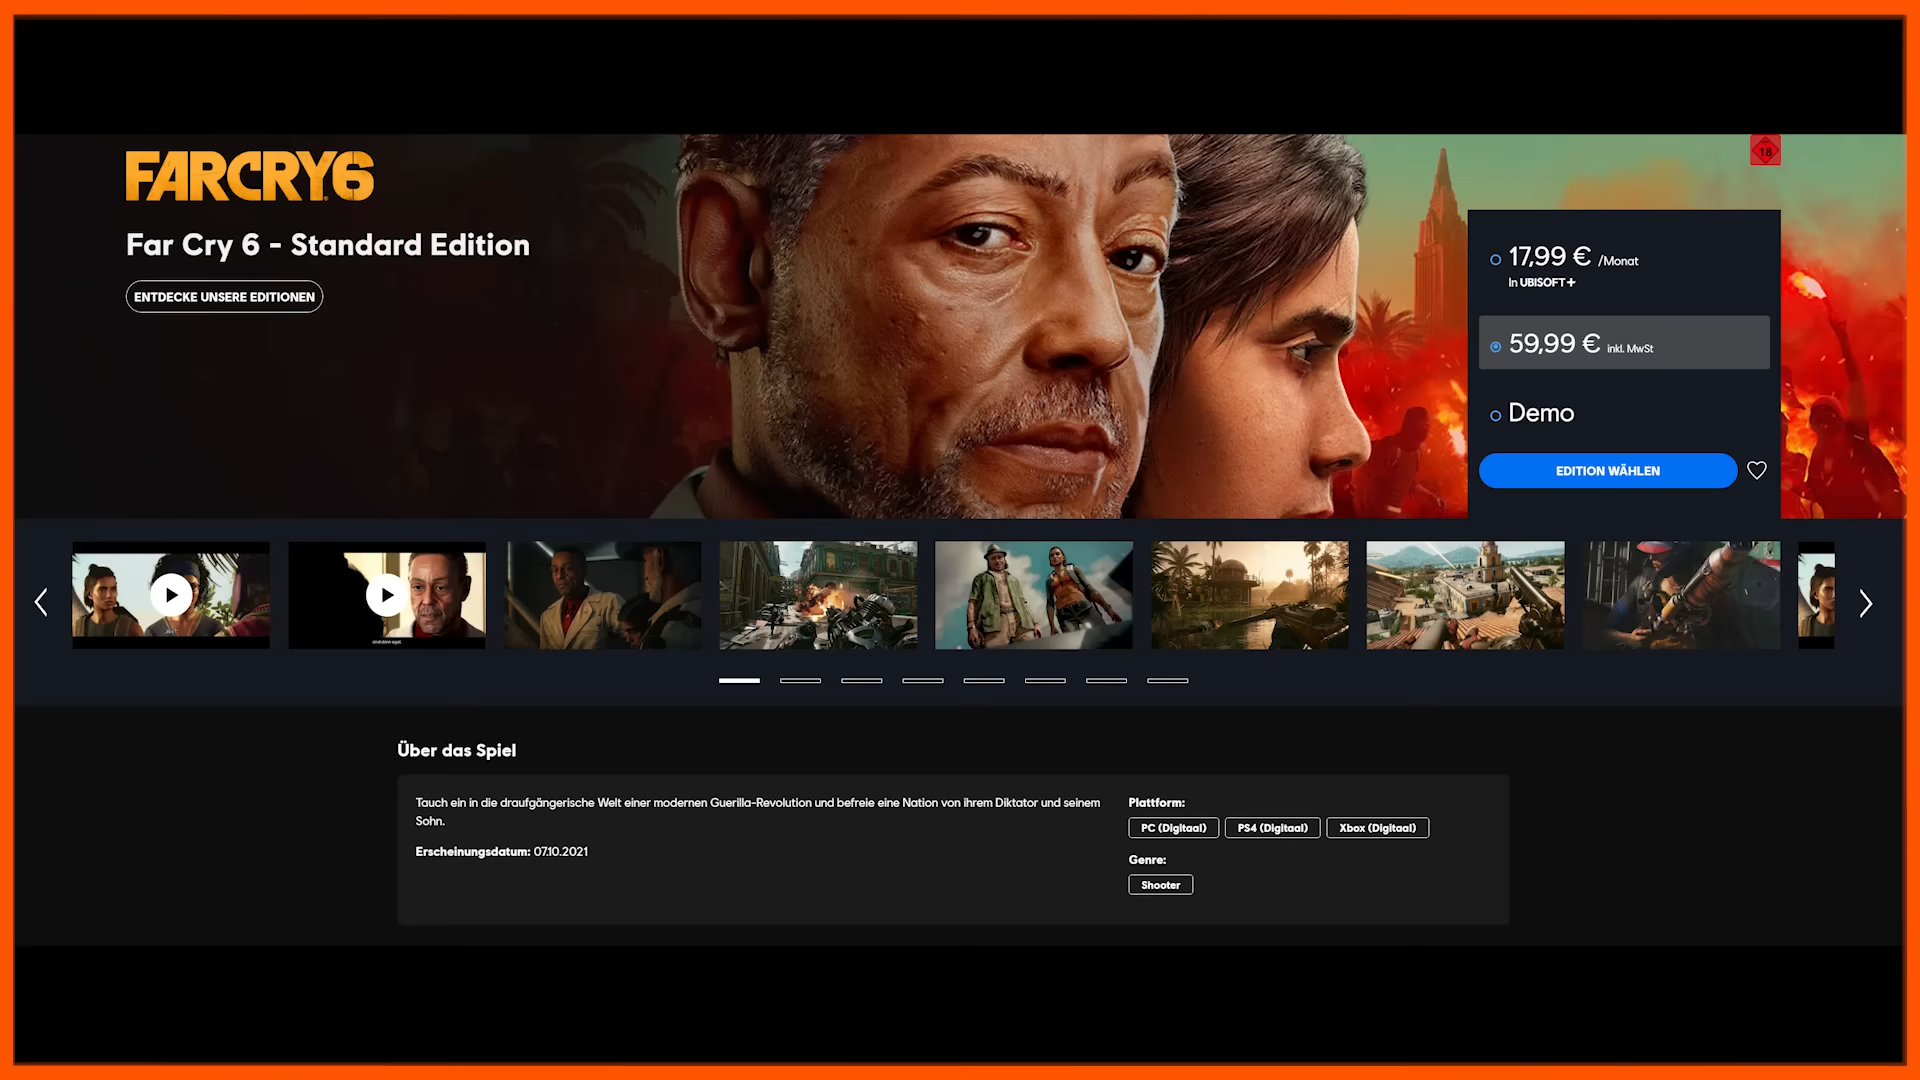 FARCRY6
Far Cry 6 - Standard Edition
ENTDECKE UNSERE EDITIONEN
18
17,99 € /Monat
In UBISOFT+
59,99 € inkl. MwSt
Demo
EDITION WÄHLEN
Über das Spiel
Tauch ein in die draufgängerische Welt einer modernen Guerilla-Revolution und befreie eine Nation von ihrem Diktator und seinem
Sohn.
Erscheinungsdatum: 07.10.2021
Plattform:
PC (Digitaal) PS4 (Digitaal) Xbox (Digitaal)
Genre:
Shooter